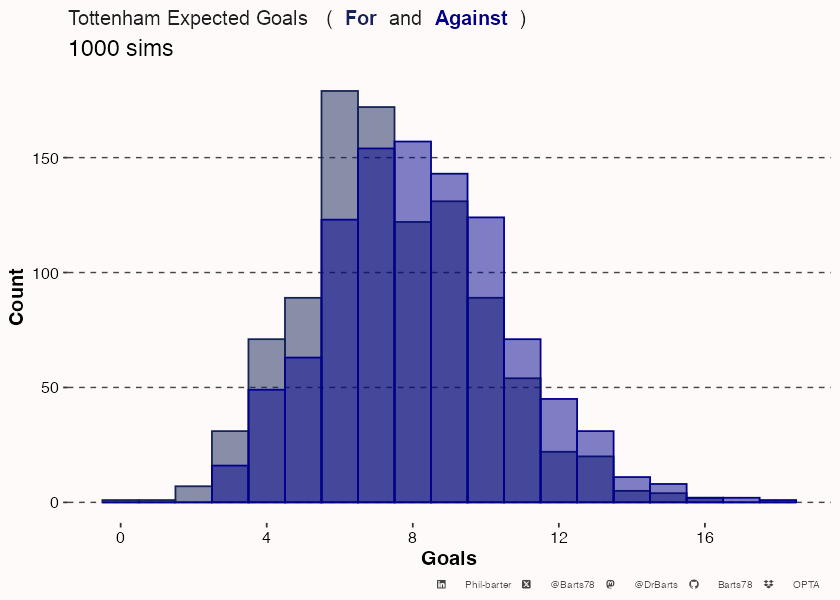 Tottenham Expected Goals ( For and Against )
1000 sims
150
100
50
0
Count
0 4 8 12 16
Goals
Phil-barter @Barts78 @DrBarts Barts78 OPTA